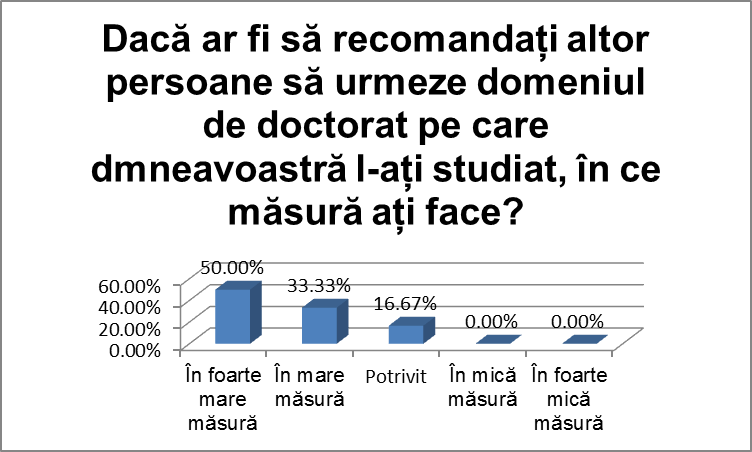 Dacă ar fi să recomandați altor
persoane să urmeze domeniul
de doctorat pe care
dmneavoastră l-ați studiat, în ce
măsură ați face?
60.00%
40.00%
20.00%
0.00%
50.00%
33.33%
16.67%
0.00%
0.00%
În foarte
mare
măsură
În mare
măsură
Potrivit
În mică
măsură
În foarte
mică
măsură